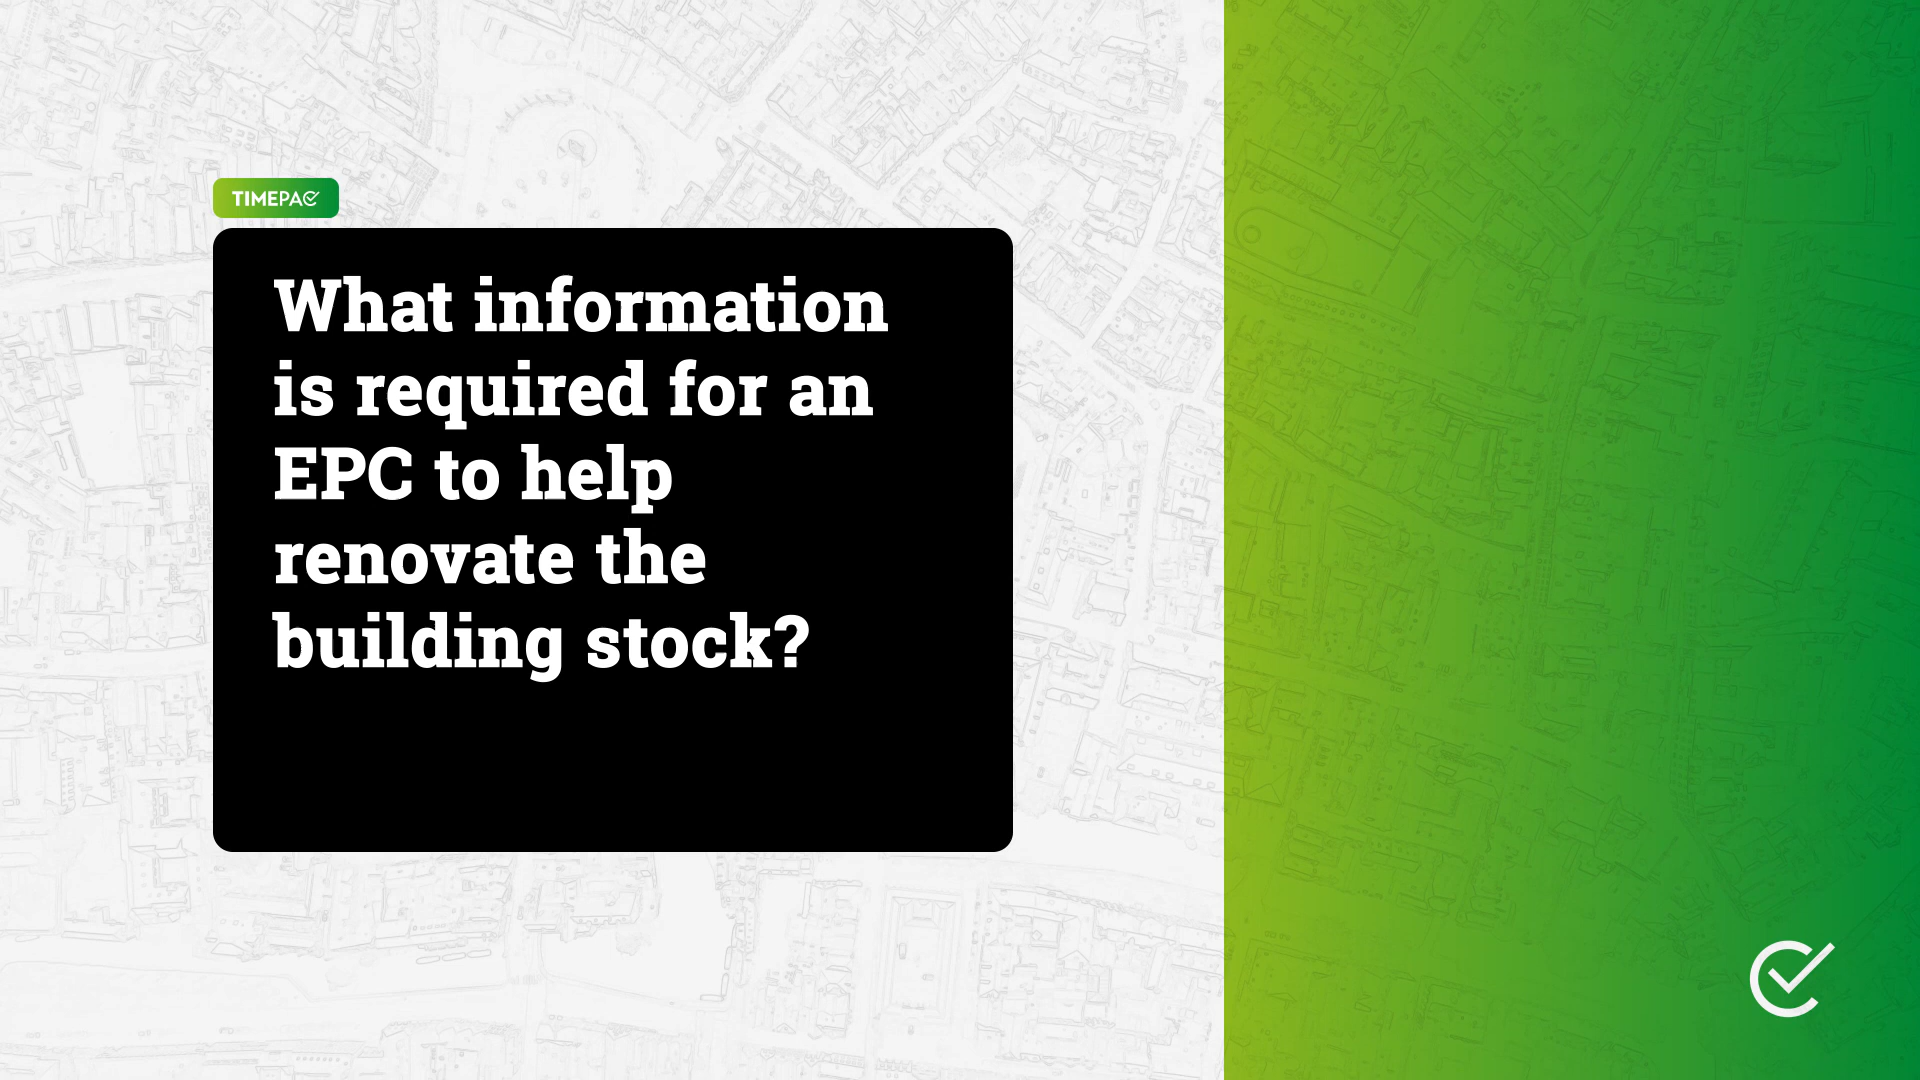 TIMEPAC
What information
is required for an
EPC to help
renovate the
building stock?